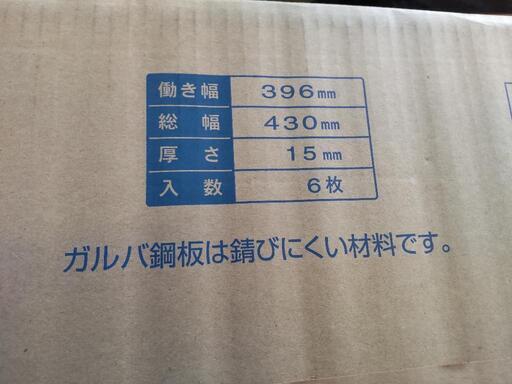 働き幅 396mm
総幅 430mm
厚さ 15mm
入数 6枚
ガルバ鋼板は錆びにくい材料です。